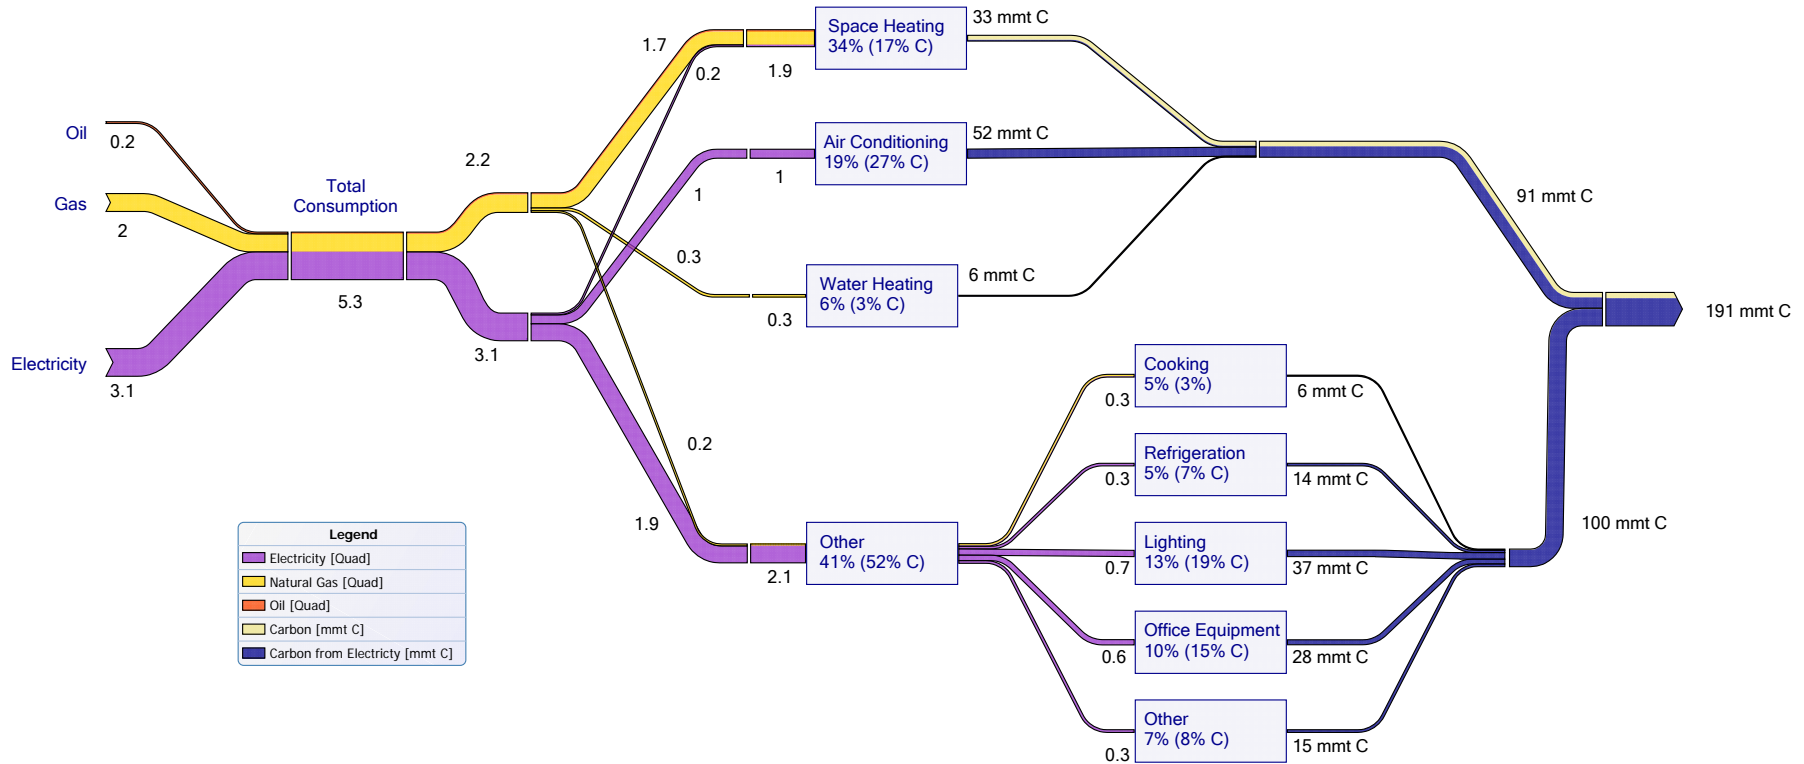 Oil
0.2
Gas
2
Electricity
3.1
Total
Consumption
5.3
2.2
3.1
1.7
0.2
1.9
1
1
0.3
0.3
0.2
1.9
2.1
Space Heating
34% (17% C)
33 mmt C
Air Conditioning
19% (27% C)
52 mmt C
Water Heating
6% (3% C)
6 mmt C
Other
41% (52% C)
0.3
Cooking
5% (3%)
6 mmt C
0.3
Refrigeration
5% (7% C)
14 mmt C
0.7
Lighting
13% (19% C)
37 mmt C
0.6
Office Equipment
10% (15% C)
28 mmt C
0.3
Other
7% (8% C)
15 mmt C
91 mmt C
100 mmt C
191 mmt C
Legend
Electricity [Quad]
Natural Gas [Quad]
Oil [Quad]
Carbon [mmt C]
Carbon from Electricity [mmt C]